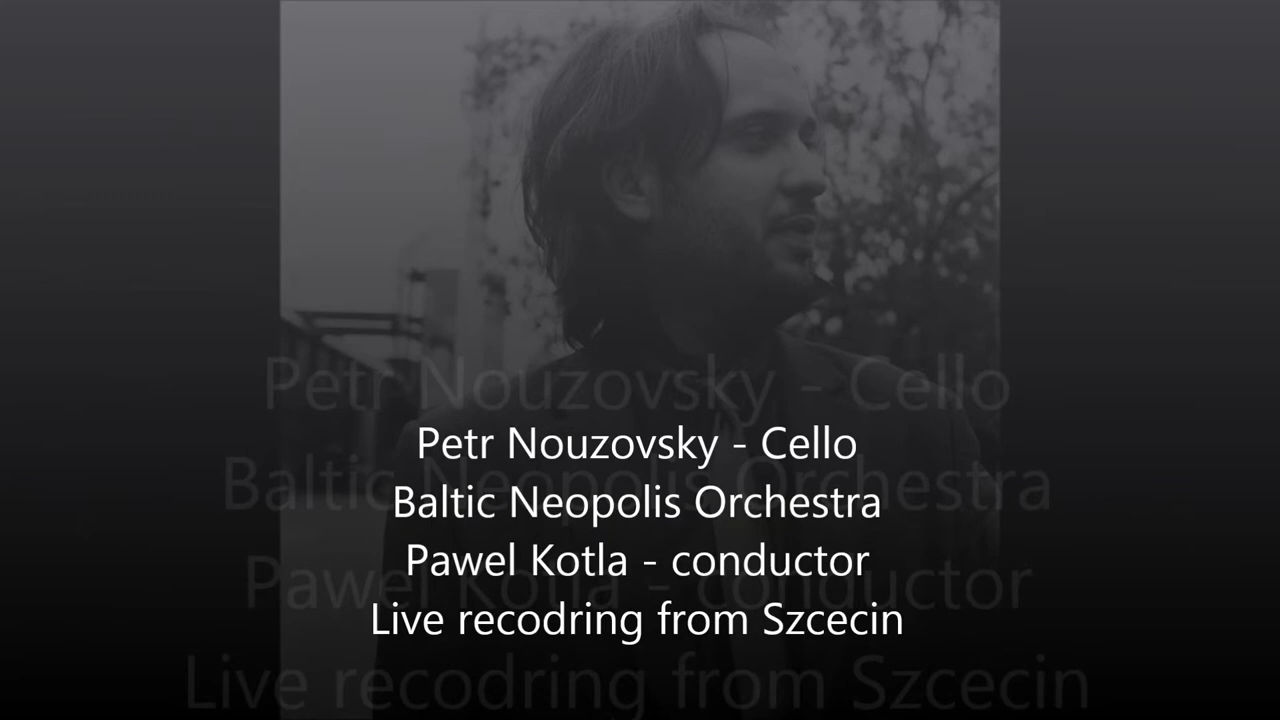 Petr Nouzovsky - Cello
Baltic Neopolis Orchestra
Pawel Kotla - conductor
Live recodring from Szcecin